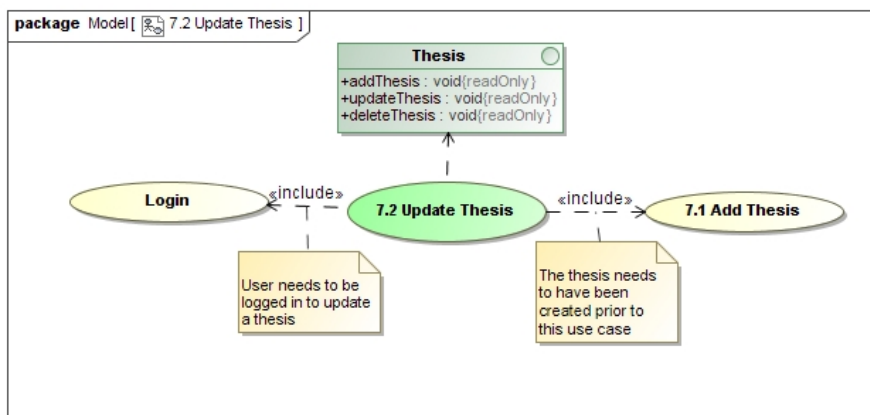 package Model[ 7.2 Update Thesis ]
Thesis
+addThesis : void{readOnly}
+updateThesis : void{readOnly}
+deleteThesis : void{readOnly}
«include»
«include»
Login
7.2 Update Thesis
7.1 Add Thesis
User needs to be
logged in to update
a thesis
The thesis needs
to have been
created prior to
this use case